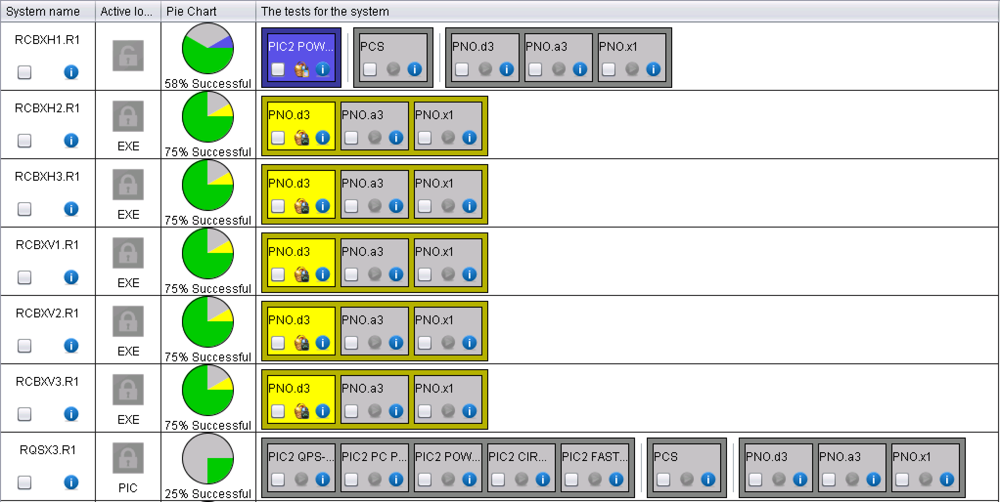 System name Active lo... Pie Chart The tests for the system
RCBXH1.R1
58% Successful
PIC2 POW... PCS PNO.d3 PNO.a3 PNO.x1
RCBXH2.R1
EXE
75% Successful
PNO.d3 PNO.a3 PNO.x1
RCBXH3.R1
EXE
75% Successful
PNO.d3 PNO.a3 PNO.x1
RCBXV1.R1
EXE
75% Successful
PNO.d3 PNO.a3 PNO.x1
RCBXV2.R1
EXE
75% Successful
PNO.d3 PNO.a3 PNO.x1
RCBXV3.R1
EXE
75% Successful
PNO.d3 PNO.a3 PNO.x1
RQSX3.R1
PIC
25% Successful
PIC2 QPS-... PIC2 PC P... PIC2 POW... PIC2 CIR... PIC2 FAST... PCS PNO.d3 PNO.a3 PNO.x1